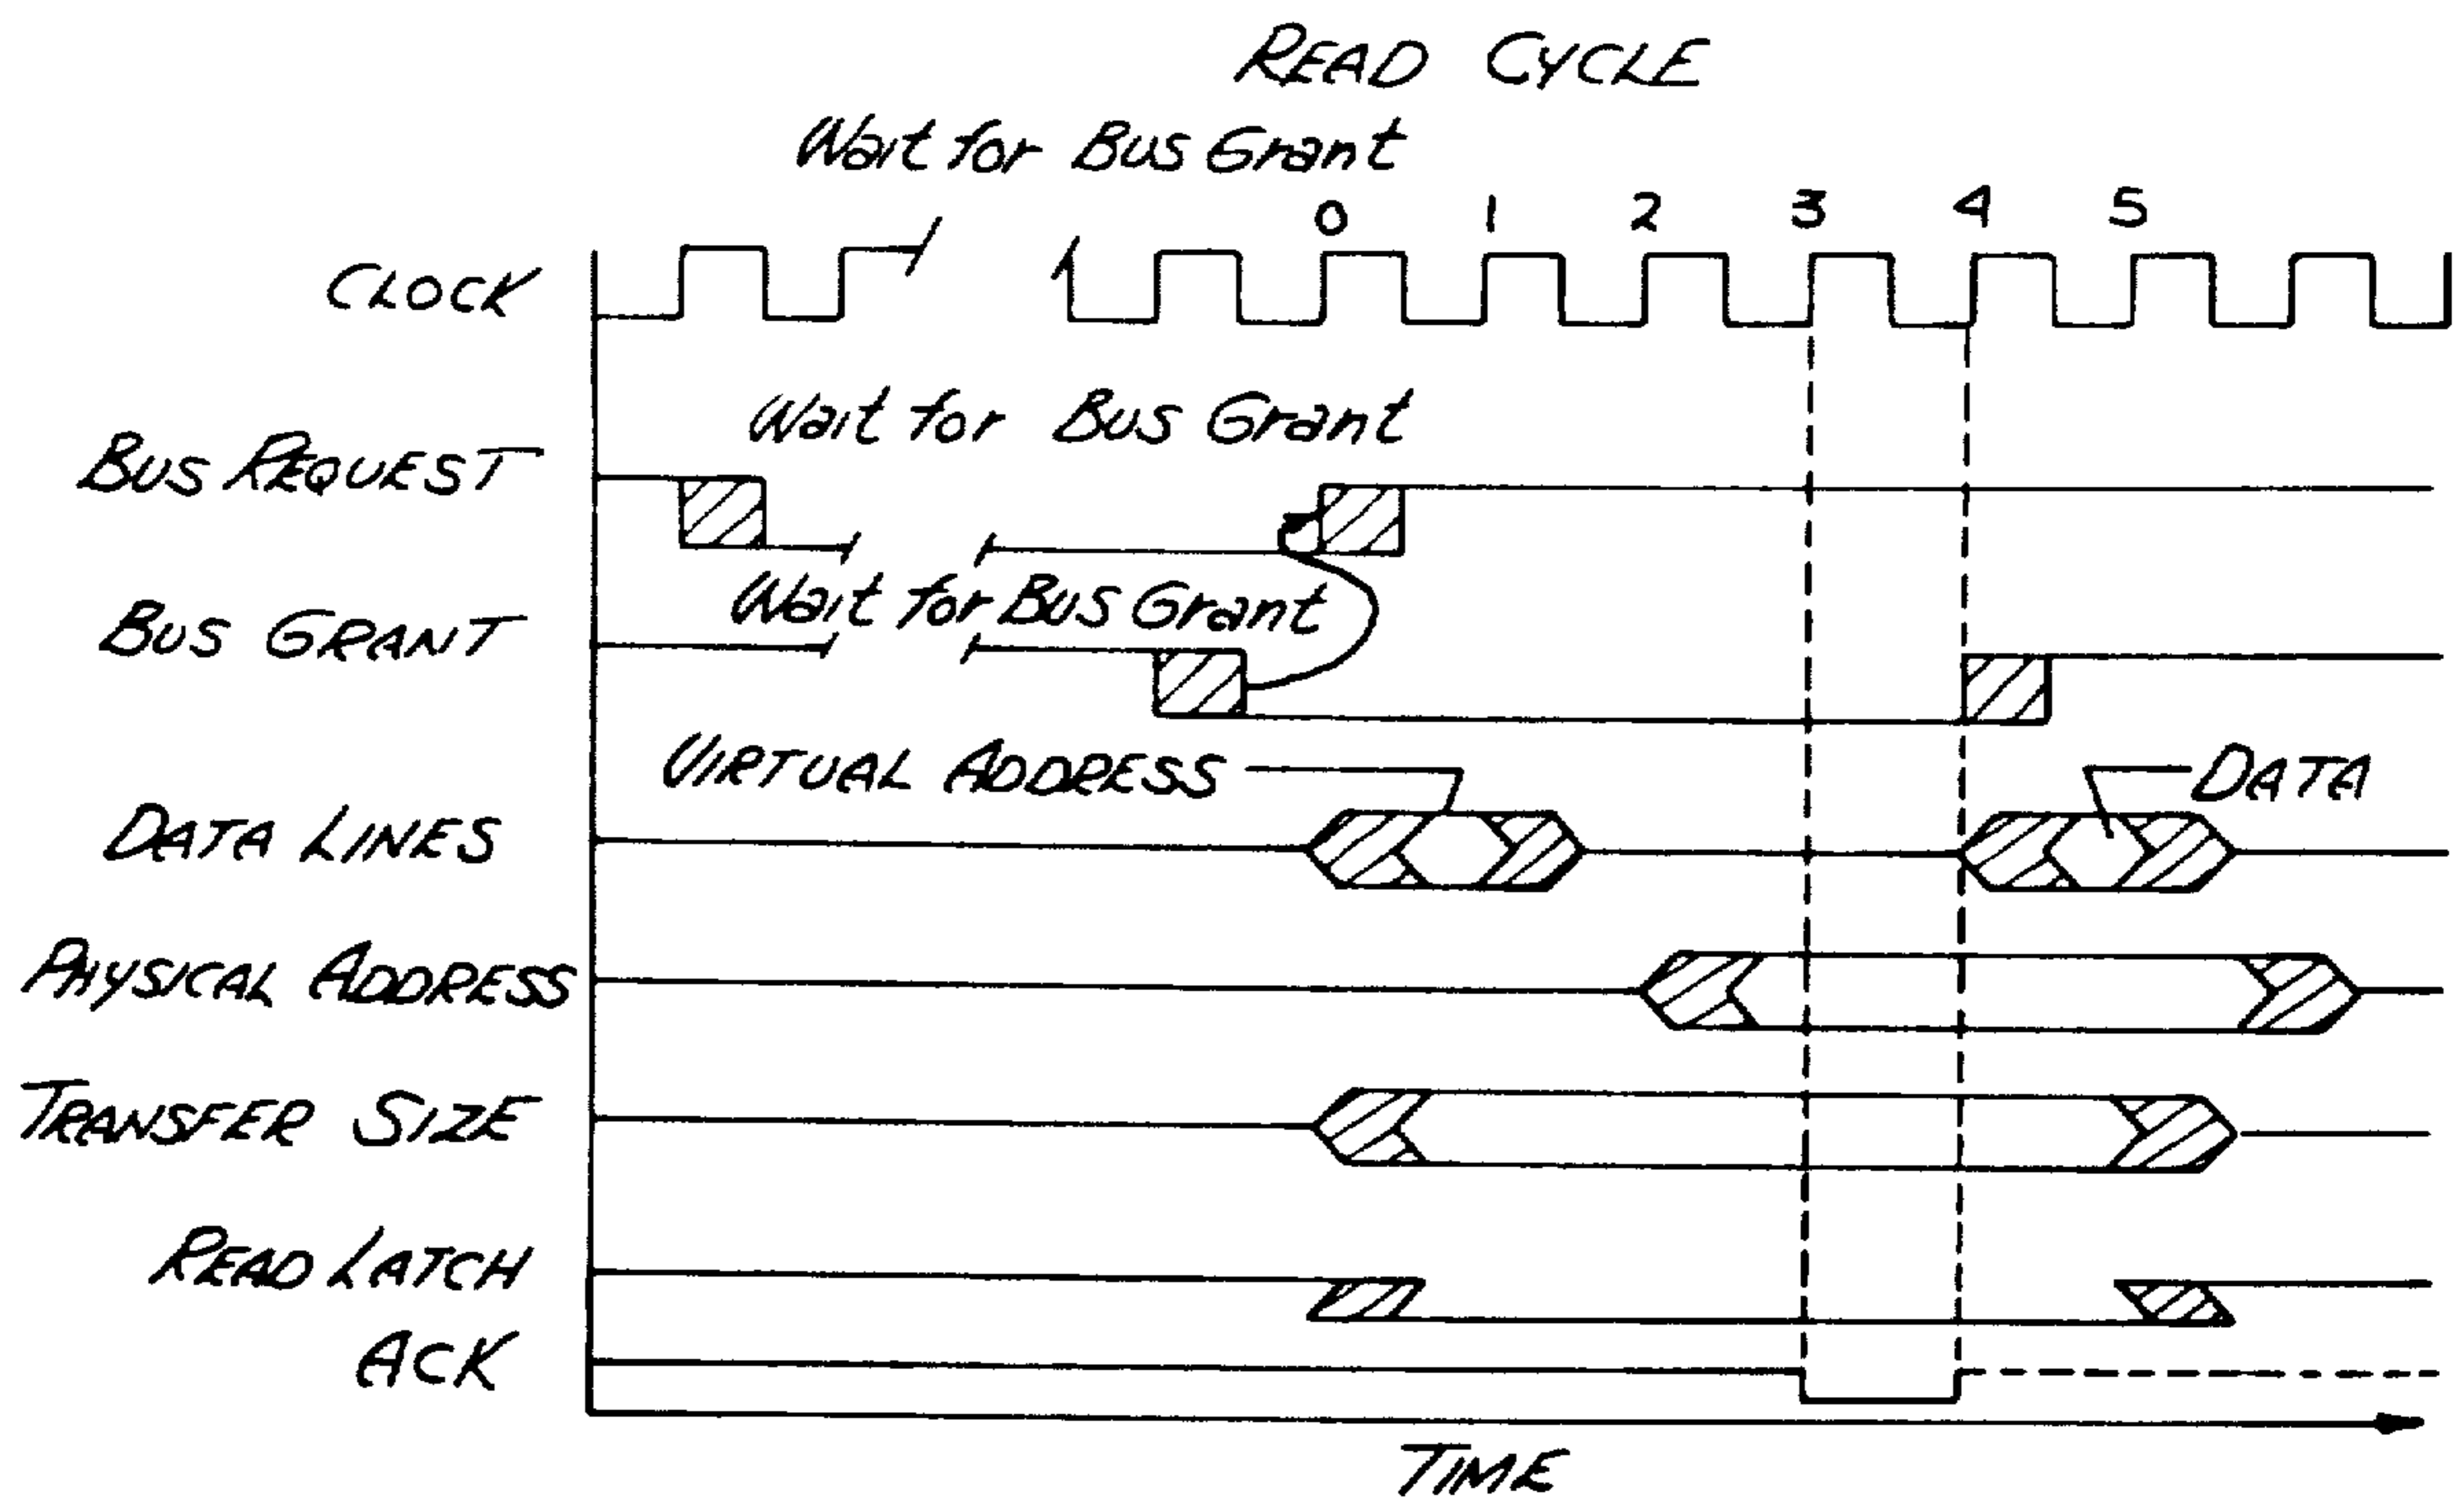 READ CYCLE
Wait for Bus Grant
0 1 2 3 4 5
CLOCK
Wait for Bus Grant
BUS REQUEST
Wait for Bus Grant
BUS GRANT
VIRTUAL ADDRESS
DATA
DATA LINES
PHYSICAL ADDRESS
TRANSFER SIZE
READ LATCH
ACK
TIME